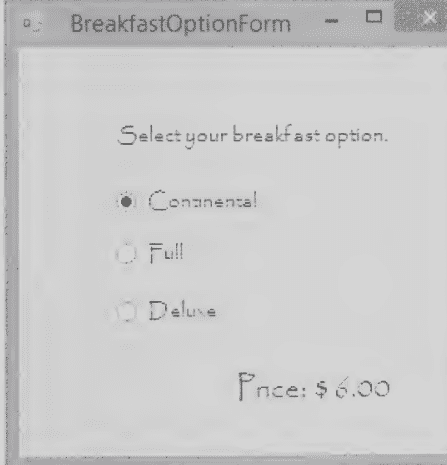 BreakfastOptionForm
Select your breakfast option.
Continental
Full
Deluxe
Price: $6.00